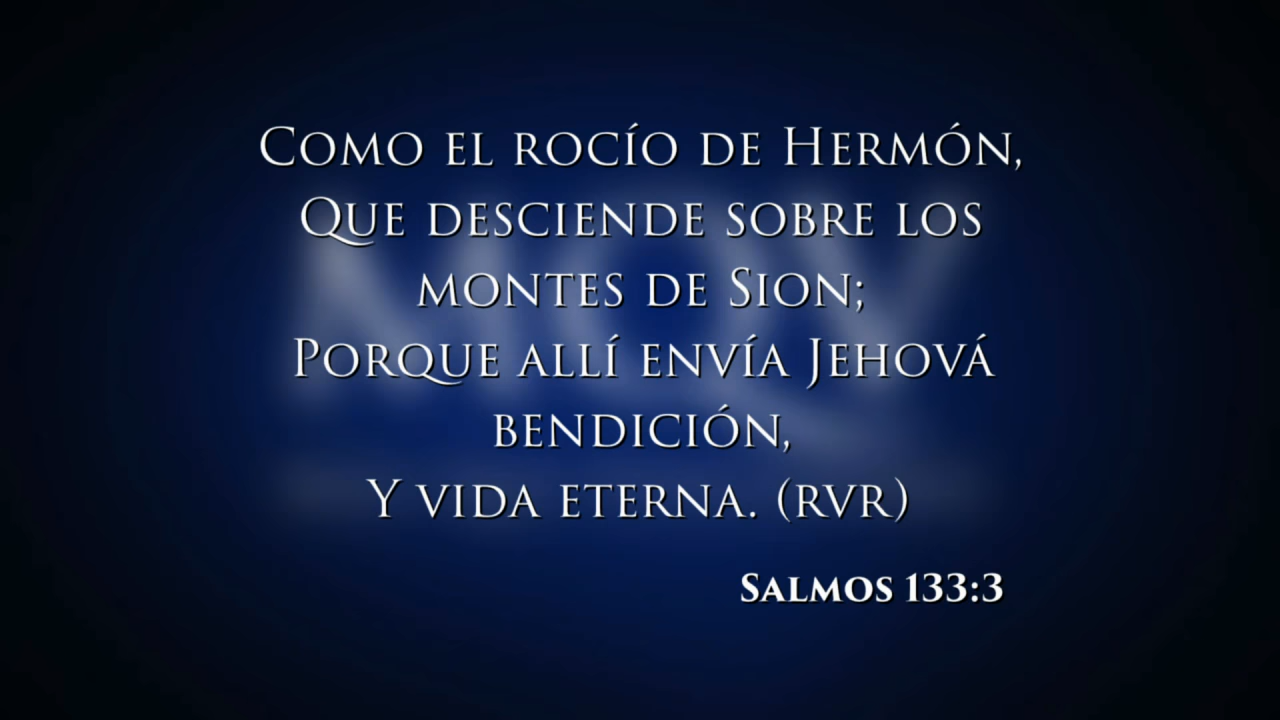 Como el rocío de Hermón,
Que desciende sobre los
montes de Sion;
Porque allí envía Jehová
bendición,
Y vida eterna. (rvr)
Salmos 133:3